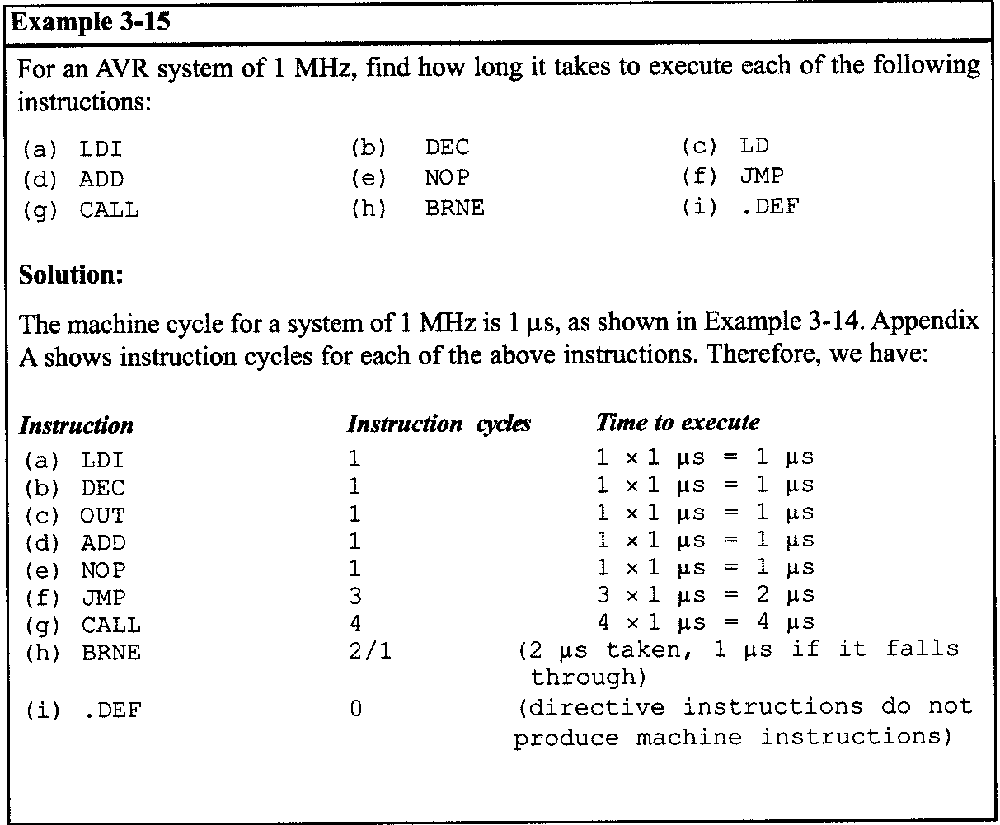 Example 3-15
For an AVR system of 1 MHz, find how long it takes to execute each of the following
instructions:
(a) LDI (b) DEC (c) LD
(d) ADD (e) NOP (f) JMP
(g) CALL (h) BRNE (i) .DEF
Solution:
The machine cycle for a system of 1 MHz is 1 μs, as shown in Example 3-14. Appendix
A shows instruction cycles for each of the above instructions. Therefore, we have:
Instruction Instruction cycles Time to execute
(a) LDI 1 1 × 1 μs = 1 μs
(b) DEC 1 1 × 1 μs = 1 μs
(c) OUT 1 1 × 1 μs = 1 μs
(d) ADD 1 1 × 1 μs = 1 μs
(e) NOP 1 1 × 1 μs = 1 μs
(f) JMP 3 3 × 1 μs = 2 μs
(g) CALL 4 4 × 1 μs = 4 μs
(h) BRNE 2/1 (2 μs taken, 1 μs if it falls
through)
(i) .DEF 0 (directive instructions do not
produce machine instructions)